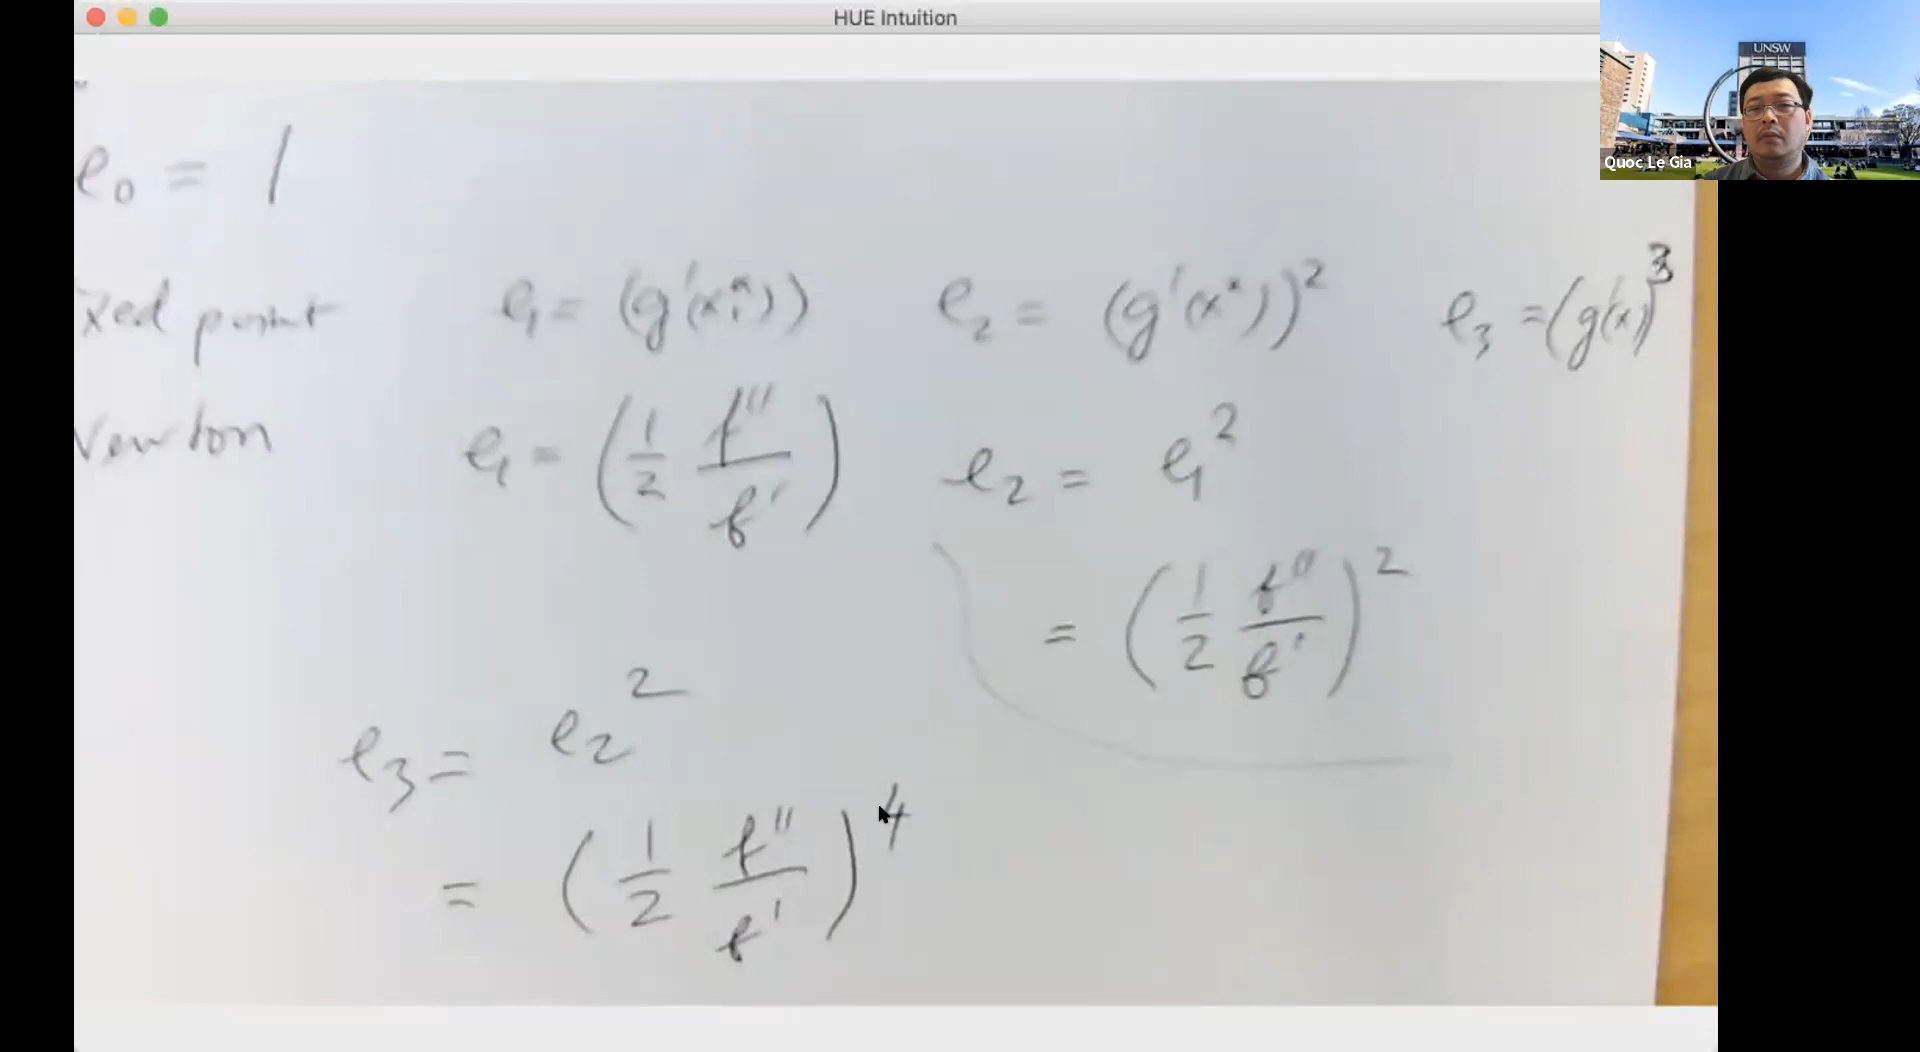 HUE Intuition
UNSW
Quoc Le Gia
e₀ = 1
xed point e₁ = (g'(x₁*)) e₂ = (g'(x*))² e₃ = (g'(x))³
Newton e₁ = (1/2 f''/f') e₂ = e₁²
= (1/2 f''/f')²
e₃ = e₂²
= (1/2 f''/f')⁴